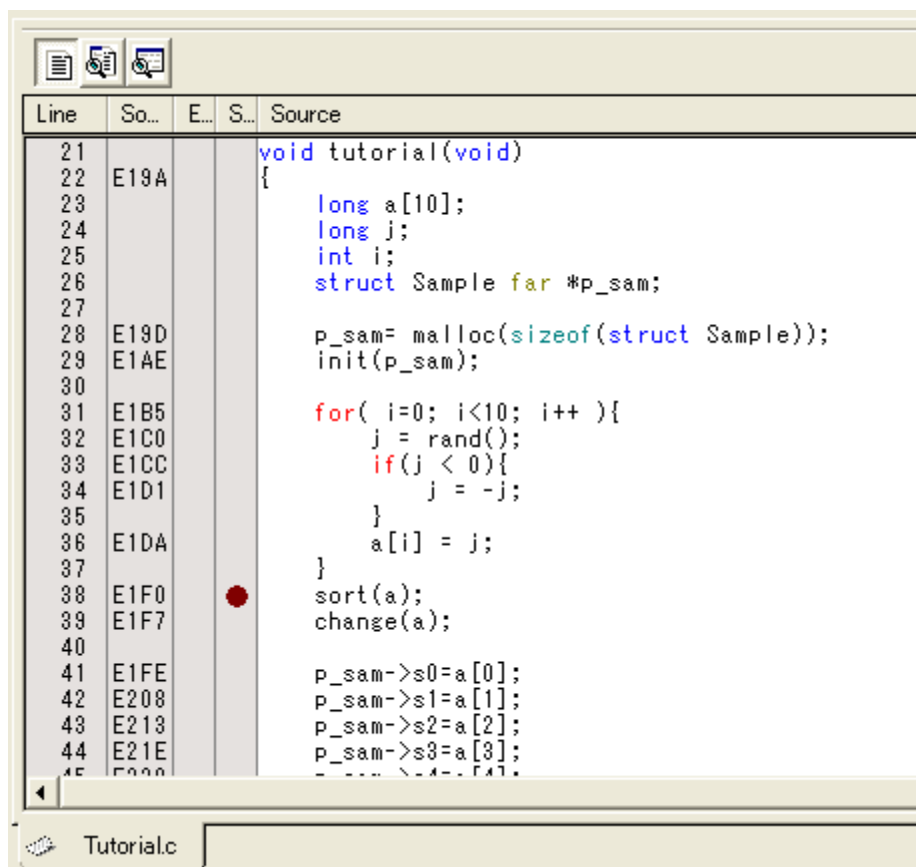 Line So... E... S... Source
21 void tutorial(void)
22 E19A {
23 long a[10];
24 long j;
25 int i;
26 struct Sample far *p_sam;
27
28 E19D p_sam= malloc(sizeof(struct Sample));
29 E1AE init(p_sam);
30
31 E1B5 for( i=0; i<10; i++ ){
32 E1C0 j = rand();
33 E1CC if(j < 0){
34 E1D1 j = -j;
35 }
36 E1DA a[i] = j;
37 }
38 E1F0 sort(a);
39 E1F7 change(a);
40
41 E1FE p_sam->s0=a[0];
42 E208 p_sam->s1=a[1];
43 E213 p_sam->s2=a[2];
44 E21E p_sam->s3=a[3];
Tutorial.c